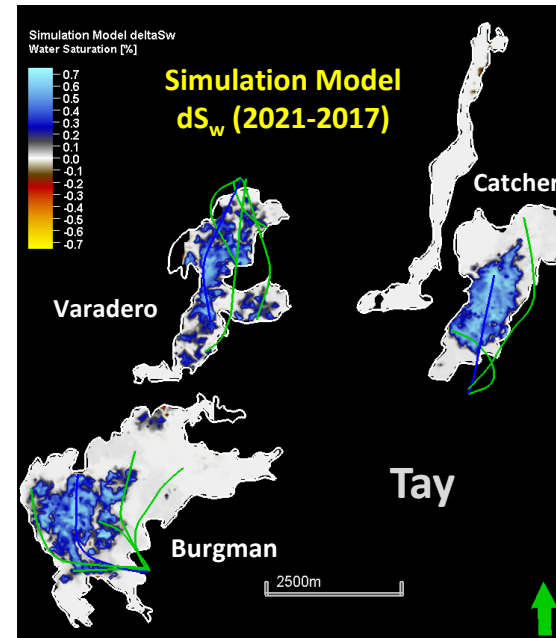 Simulation Model deltaSw
Water Saturation [%]
0.7
0.6
0.5
0.4
0.3
0.2
0.1
0.0
-0.1
-0.2
-0.3
-0.4
-0.5
-0.6
-0.7
Simulation Model
dSw (2021-2017)
Catcher
Varadero
Tay
Burgman
2500m